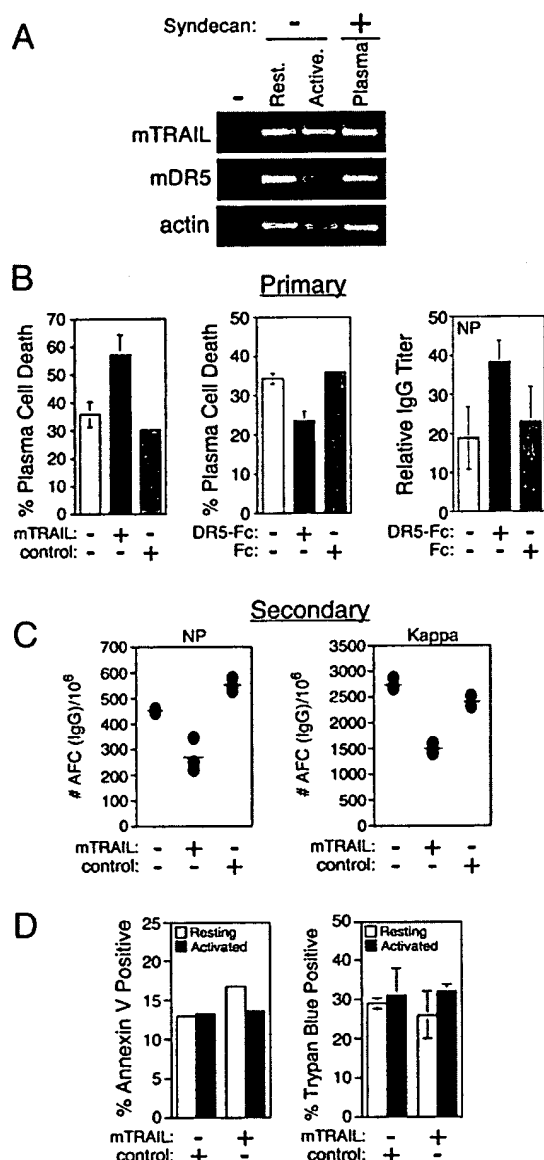 A
Syndecan: - +
- Rest. Active. Plasma
mTRAIL
mDR5
actin
B
Primary
% Plasma Cell Death
70
60
50
40
30
20
10
0
mTRAIL: - + -
control: - - +
% Plasma Cell Death
50
40
30
20
10
0
DR5-Fc: - + -
Fc: - - +
Relative IgG Titer
NP
50
40
30
20
10
0
DR5-Fc: - + -
Fc: - - +
C
Secondary
NP
# AFC (IgG)/10⁶
700
600
500
400
300
200
100
0
mTRAIL: - + -
control: - - +
Kappa
# AFC (IgG)/10⁶
3500
3000
2500
2000
1500
1000
500
0
mTRAIL: - + -
control: - - +
D
% Annexin V Positive
25
20
15
10
5
0
Resting
Activated
mTRAIL: - +
control: + -
% Trypan Blue Positive
50
40
30
20
10
0
Resting
Activated
mTRAIL: - +
control: + -